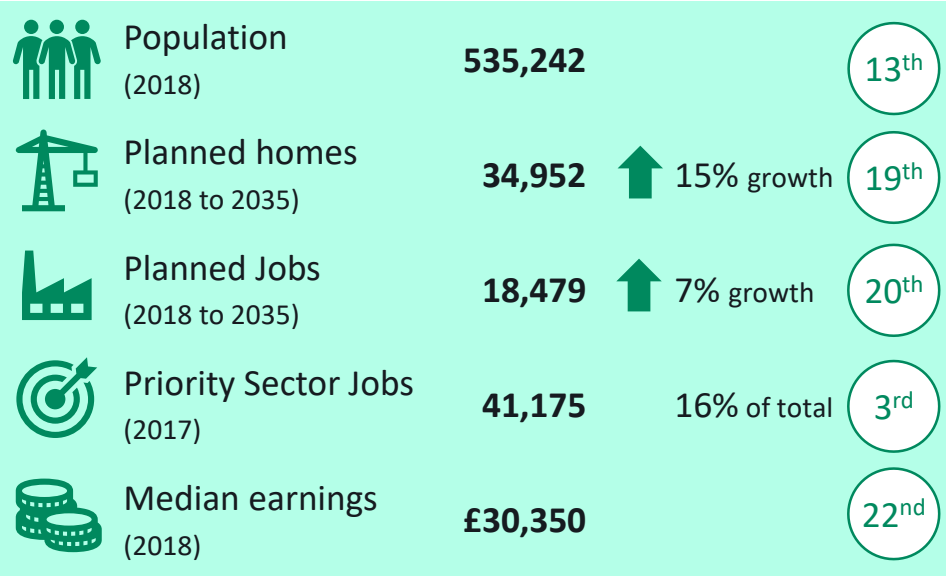 Population
(2018)
535,242
13th
Planned homes
(2018 to 2035)
34,952
15% growth
19th
Planned Jobs
(2018 to 2035)
18,479
7% growth
20th
Priority Sector Jobs
(2017)
41,175
16% of total
3rd
Median earnings
(2018)
£30,350
22nd